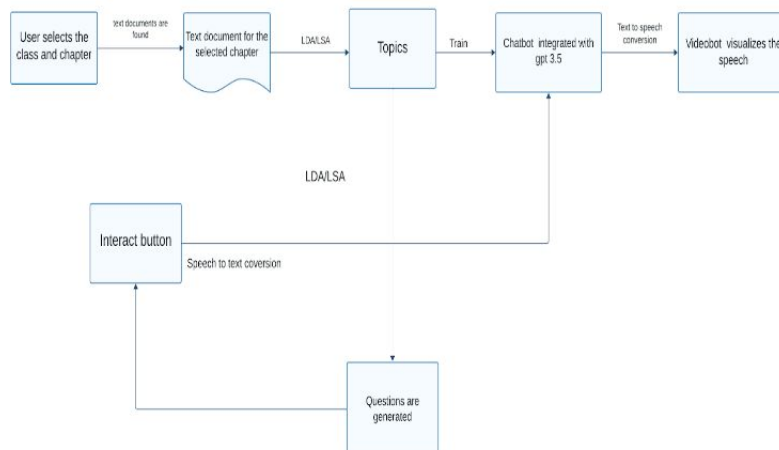 User selects the
class and chapter
text documents are
found
Text document for the
selected chapter
LDA/LSA
Topics
Train
Chatbot integrated with
gpt 3.5
Text to speech
conversion
Videobot visualizes the
speech
LDA/LSA
Interact button
Speech to text coversion
Questions are
generated